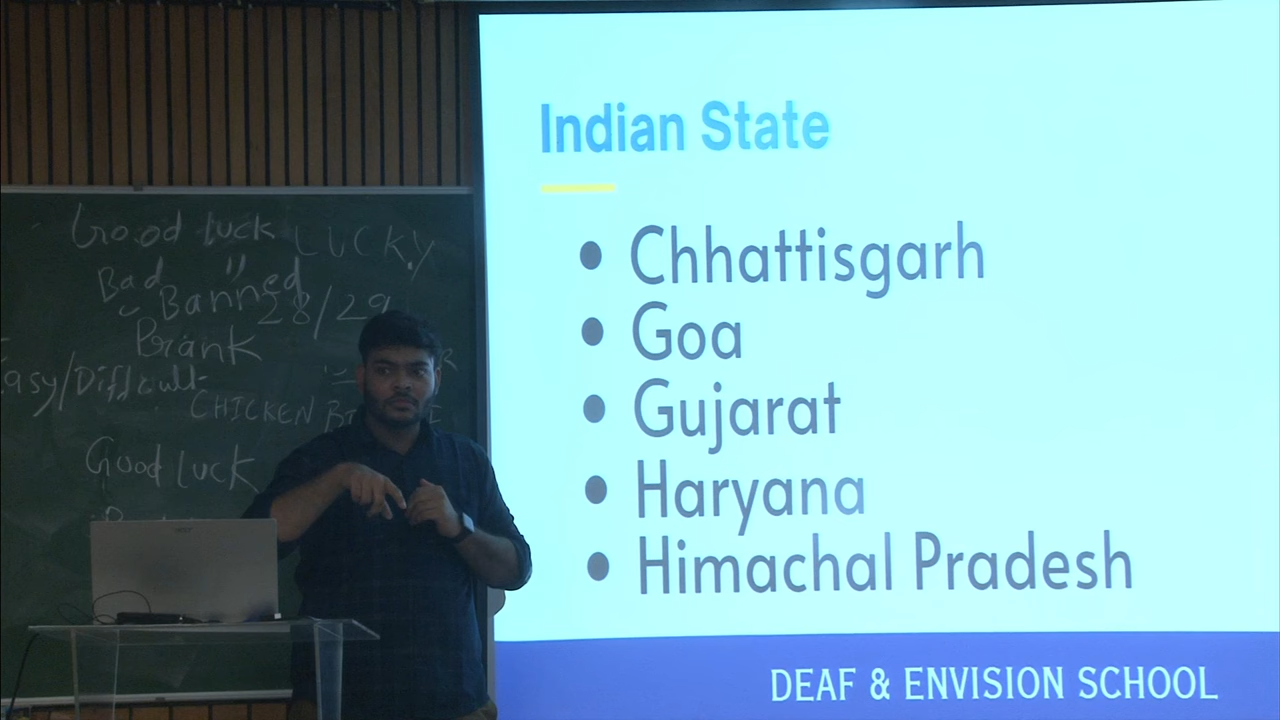 Good luck LUCKY
Bad "
Banned
28/29
Prank
Easy/Difficult
CHICKEN
Good Luck
Indian State
• Chhattisgarh
• Goa
• Gujarat
• Haryana
• Himachal Pradesh
DEAF & ENVISION SCHOOL